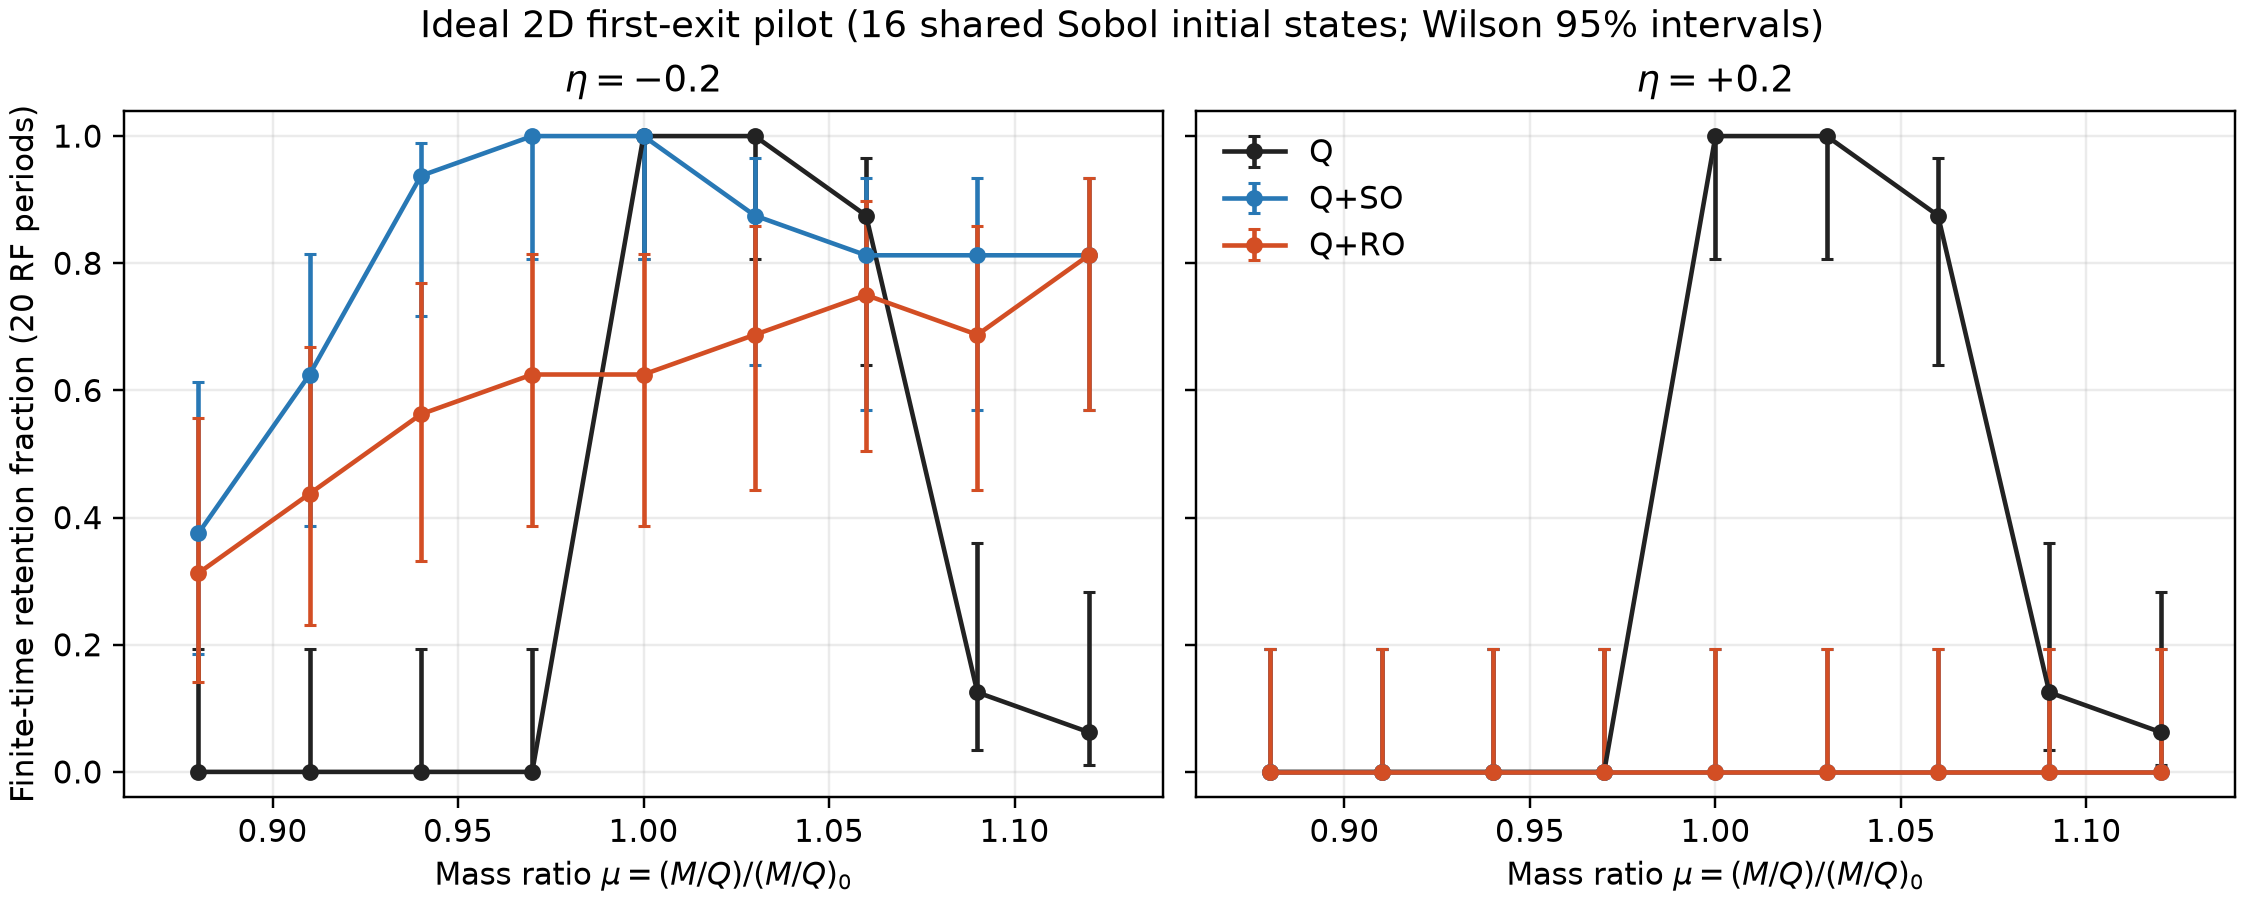 Ideal 2D first-exit pilot (16 shared Sobol initial states; Wilson 95% intervals)
η = −0.2
η = +0.2
Finite-time retention fraction (20 RF periods)
1.0
0.8
0.6
0.4
0.2
0.0
Q
Q+SO
Q+RO
0.90 0.95 1.00 1.05 1.10
0.90 0.95 1.00 1.05 1.10
Mass ratio μ = (M/Q)/(M/Q)₀
Mass ratio μ = (M/Q)/(M/Q)₀